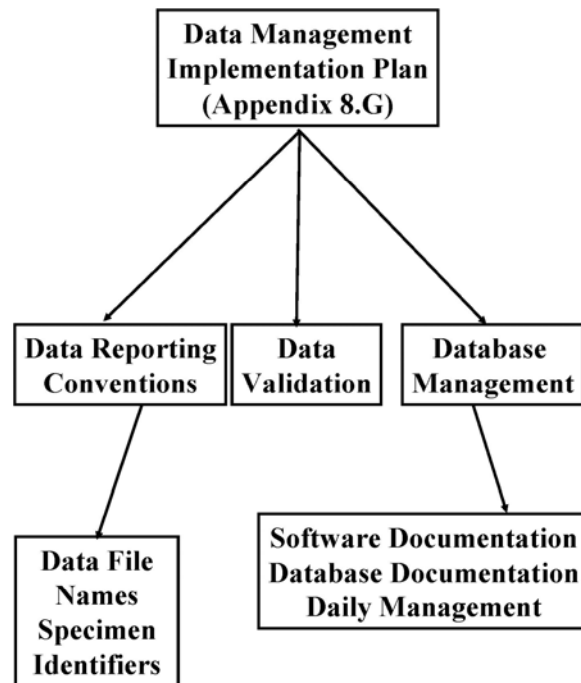 Data Management
Implementation Plan
(Appendix 8.G)
Data Reporting
Conventions
Data
Validation
Database
Management
Data File
Names
Specimen
Identifiers
Software Documentation
Database Documentation
Daily Management